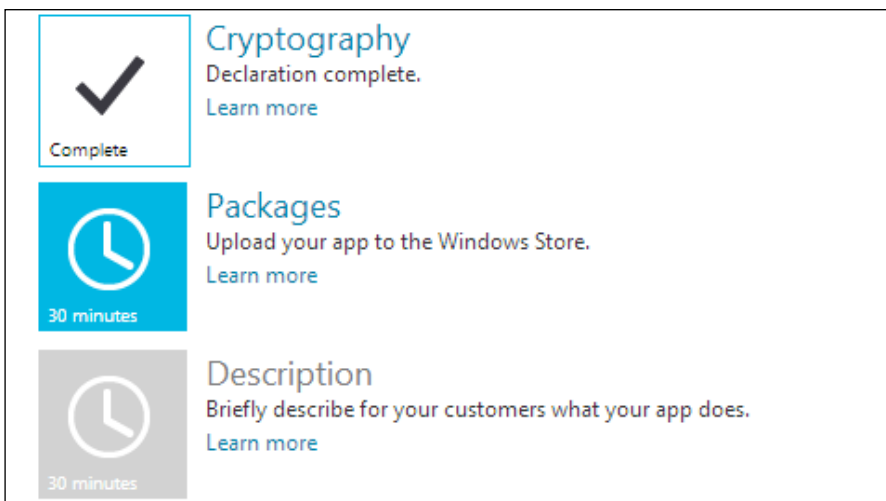 Cryptography
Declaration complete.
Learn more
Complete
Packages
Upload your app to the Windows Store.
Learn more
30 minutes
Description
Briefly describe for your customers what your app does.
Learn more
30 minutes